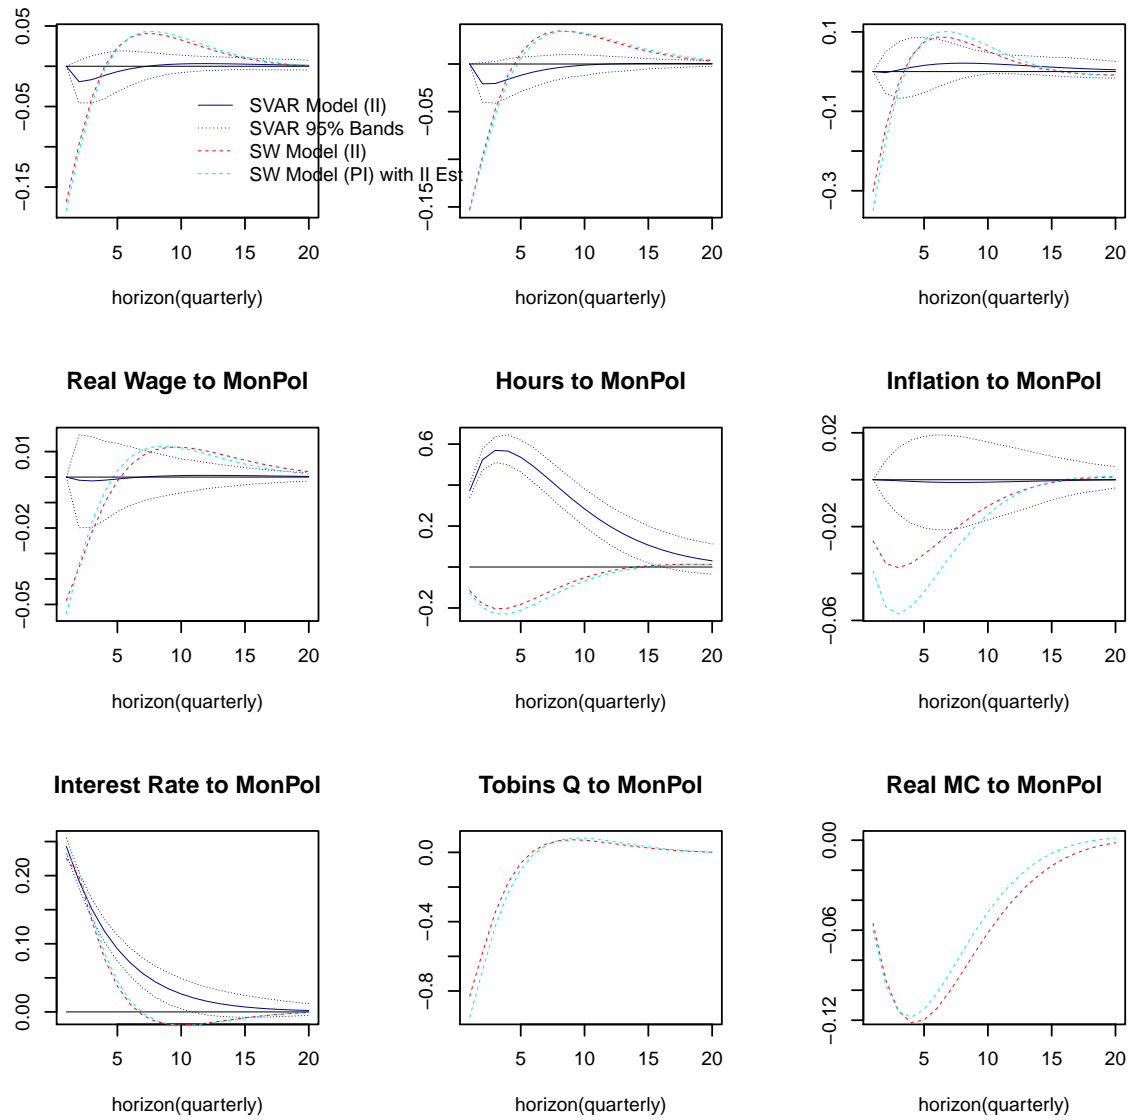 0.05
−0.05
−0.15
SVAR Model (II)
SVAR 95% Bands
SW Model (II)
SW Model (PI) with II Est
5 10 15 20
horizon(quarterly)
−0.05
−0.15
5 10 15 20
horizon(quarterly)
0.1
−0.1
−0.3
5 10 15 20
horizon(quarterly)
Real Wage to MonPol
0.01
−0.02
−0.05
5 10 15 20
horizon(quarterly)
Hours to MonPol
0.6
0.2
−0.2
5 10 15 20
horizon(quarterly)
Inflation to MonPol
0.02
−0.02
−0.06
5 10 15 20
horizon(quarterly)
Interest Rate to MonPol
0.20
0.10
0.00
5 10 15 20
horizon(quarterly)
Tobins Q to MonPol
0.0
−0.4
−0.8
5 10 15 20
horizon(quarterly)
Real MC to MonPol
0.00
−0.06
−0.12
5 10 15 20
horizon(quarterly)